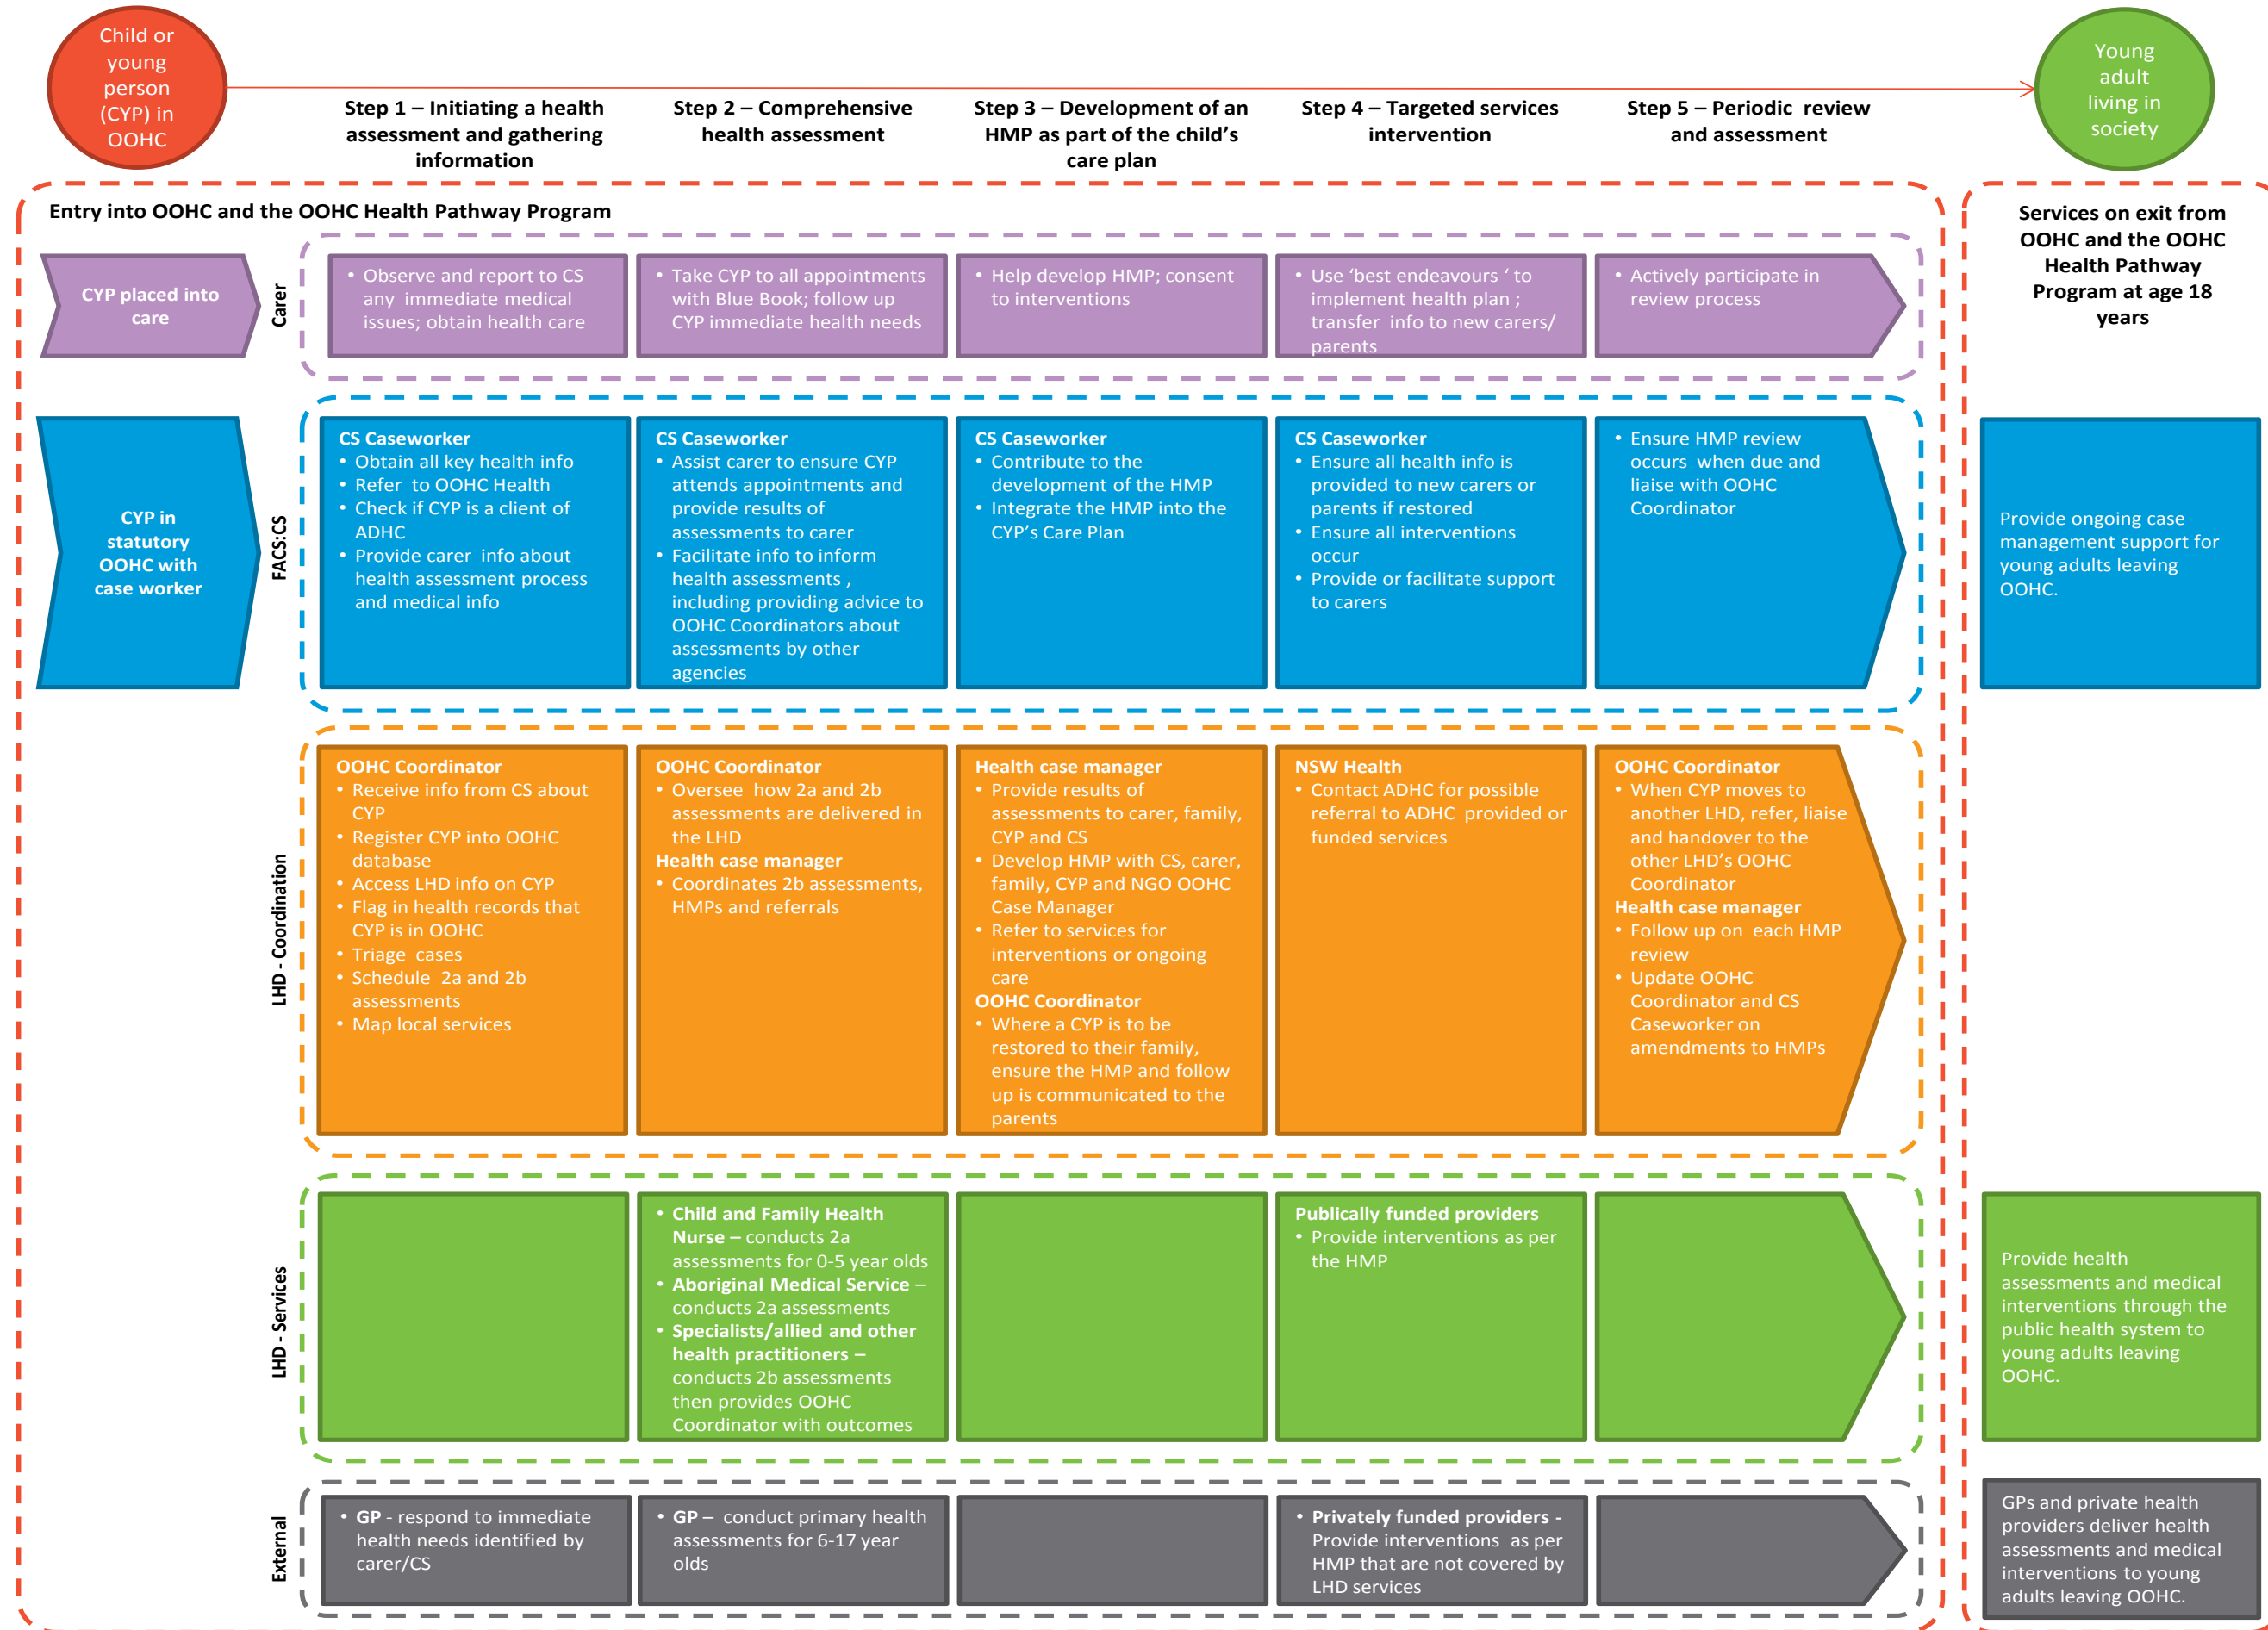 Child or
young
person
(CYP) in
OOHC
Young
adult
living in
society
Step 1 – Initiating a health
assessment and gathering
information
Step 2 – Comprehensive
health assessment
Step 3 – Development of an
HMP as part of the child's
care plan
Step 4 – Targeted services
intervention
Step 5 – Periodic review
and assessment
Entry into OOHC and the OOHC Health Pathway Program
Services on exit from
OOHC and the OOHC
Health Pathway
Program at age 18
years
CYP placed into
care
Carer
• Observe and report to CS
any immediate medical
issues; obtain health care
• Take CYP to all appointments
with Blue Book; follow up
CYP immediate health needs
• Help develop HMP; consent
to interventions
• Use 'best endeavours ' to
implement health plan ;
transfer info to new carers/
parents
• Actively participate in
review process
CYP in
statutory
OOHC with
case worker
FACS:CS
CS Caseworker
• Obtain all key health info
• Refer to OOHC Health
• Check if CYP is a client of
ADHC
• Provide carer info about
health assessment process
and medical info
CS Caseworker
• Assist carer to ensure CYP
attends appointments and
provide results of
assessments to carer
• Facilitate info to inform
health assessments ,
including providing advice to
OOHC Coordinators about
assessments by other
agencies
CS Caseworker
• Contribute to the
development of the HMP
• Integrate the HMP into the
CYP's Care Plan
CS Caseworker
• Ensure all health info is
provided to new carers or
parents if restored
• Ensure all interventions
occur
• Provide or facilitate support
to carers
• Ensure HMP review
occurs when due and
liaise with OOHC
Coordinator
Provide ongoing case
management support for
young adults leaving
OOHC.
LHD - Coordination
OOHC Coordinator
• Receive info from CS about
CYP
• Register CYP into OOHC
database
• Access LHD info on CYP
• Flag in health records that
CYP is in OOHC
• Triage cases
• Schedule 2a and 2b
assessments
• Map local services
OOHC Coordinator
• Oversee how 2a and 2b
assessments are delivered in
the LHD
Health case manager
• Coordinates 2b assessments,
HMPs and referrals
Health case manager
• Provide results of
assessments to carer, family,
CYP and CS
• Develop HMP with CS, carer,
family, CYP and NGO OOHC
Case Manager
• Refer to services for
interventions or ongoing
care
OOHC Coordinator
• Where a CYP is to be
restored to their family,
ensure the HMP and follow
up is communicated to the
parents
NSW Health
• Contact ADHC for possible
referral to ADHC provided or
funded services
OOHC Coordinator
• When CYP moves to
another LHD, refer, liaise
and handover to the
other LHD's OOHC
Coordinator
Health case manager
• Follow up on each HMP
review
• Update OOHC
Coordinator and CS
Caseworker on
amendments to HMPs
LHD - Services
• Child and Family Health
Nurse – conducts 2a
assessments for 0-5 year olds
• Aboriginal Medical Service –
conducts 2a assessments
• Specialists/allied and other
health practitioners –
conducts 2b assessments
then provides OOHC
Coordinator with outcomes
Publically funded providers
• Provide interventions as per
the HMP
Provide health
assessments and medical
interventions through the
public health system to
young adults leaving
OOHC.
External
• GP - respond to immediate
health needs identified by
carer/CS
• GP – conduct primary health
assessments for 6-17 year
olds
• Privately funded providers -
Provide interventions as per
HMP that are not covered by
LHD services
GPs and private health
providers deliver health
assessments and medical
interventions to young
adults leaving OOHC.